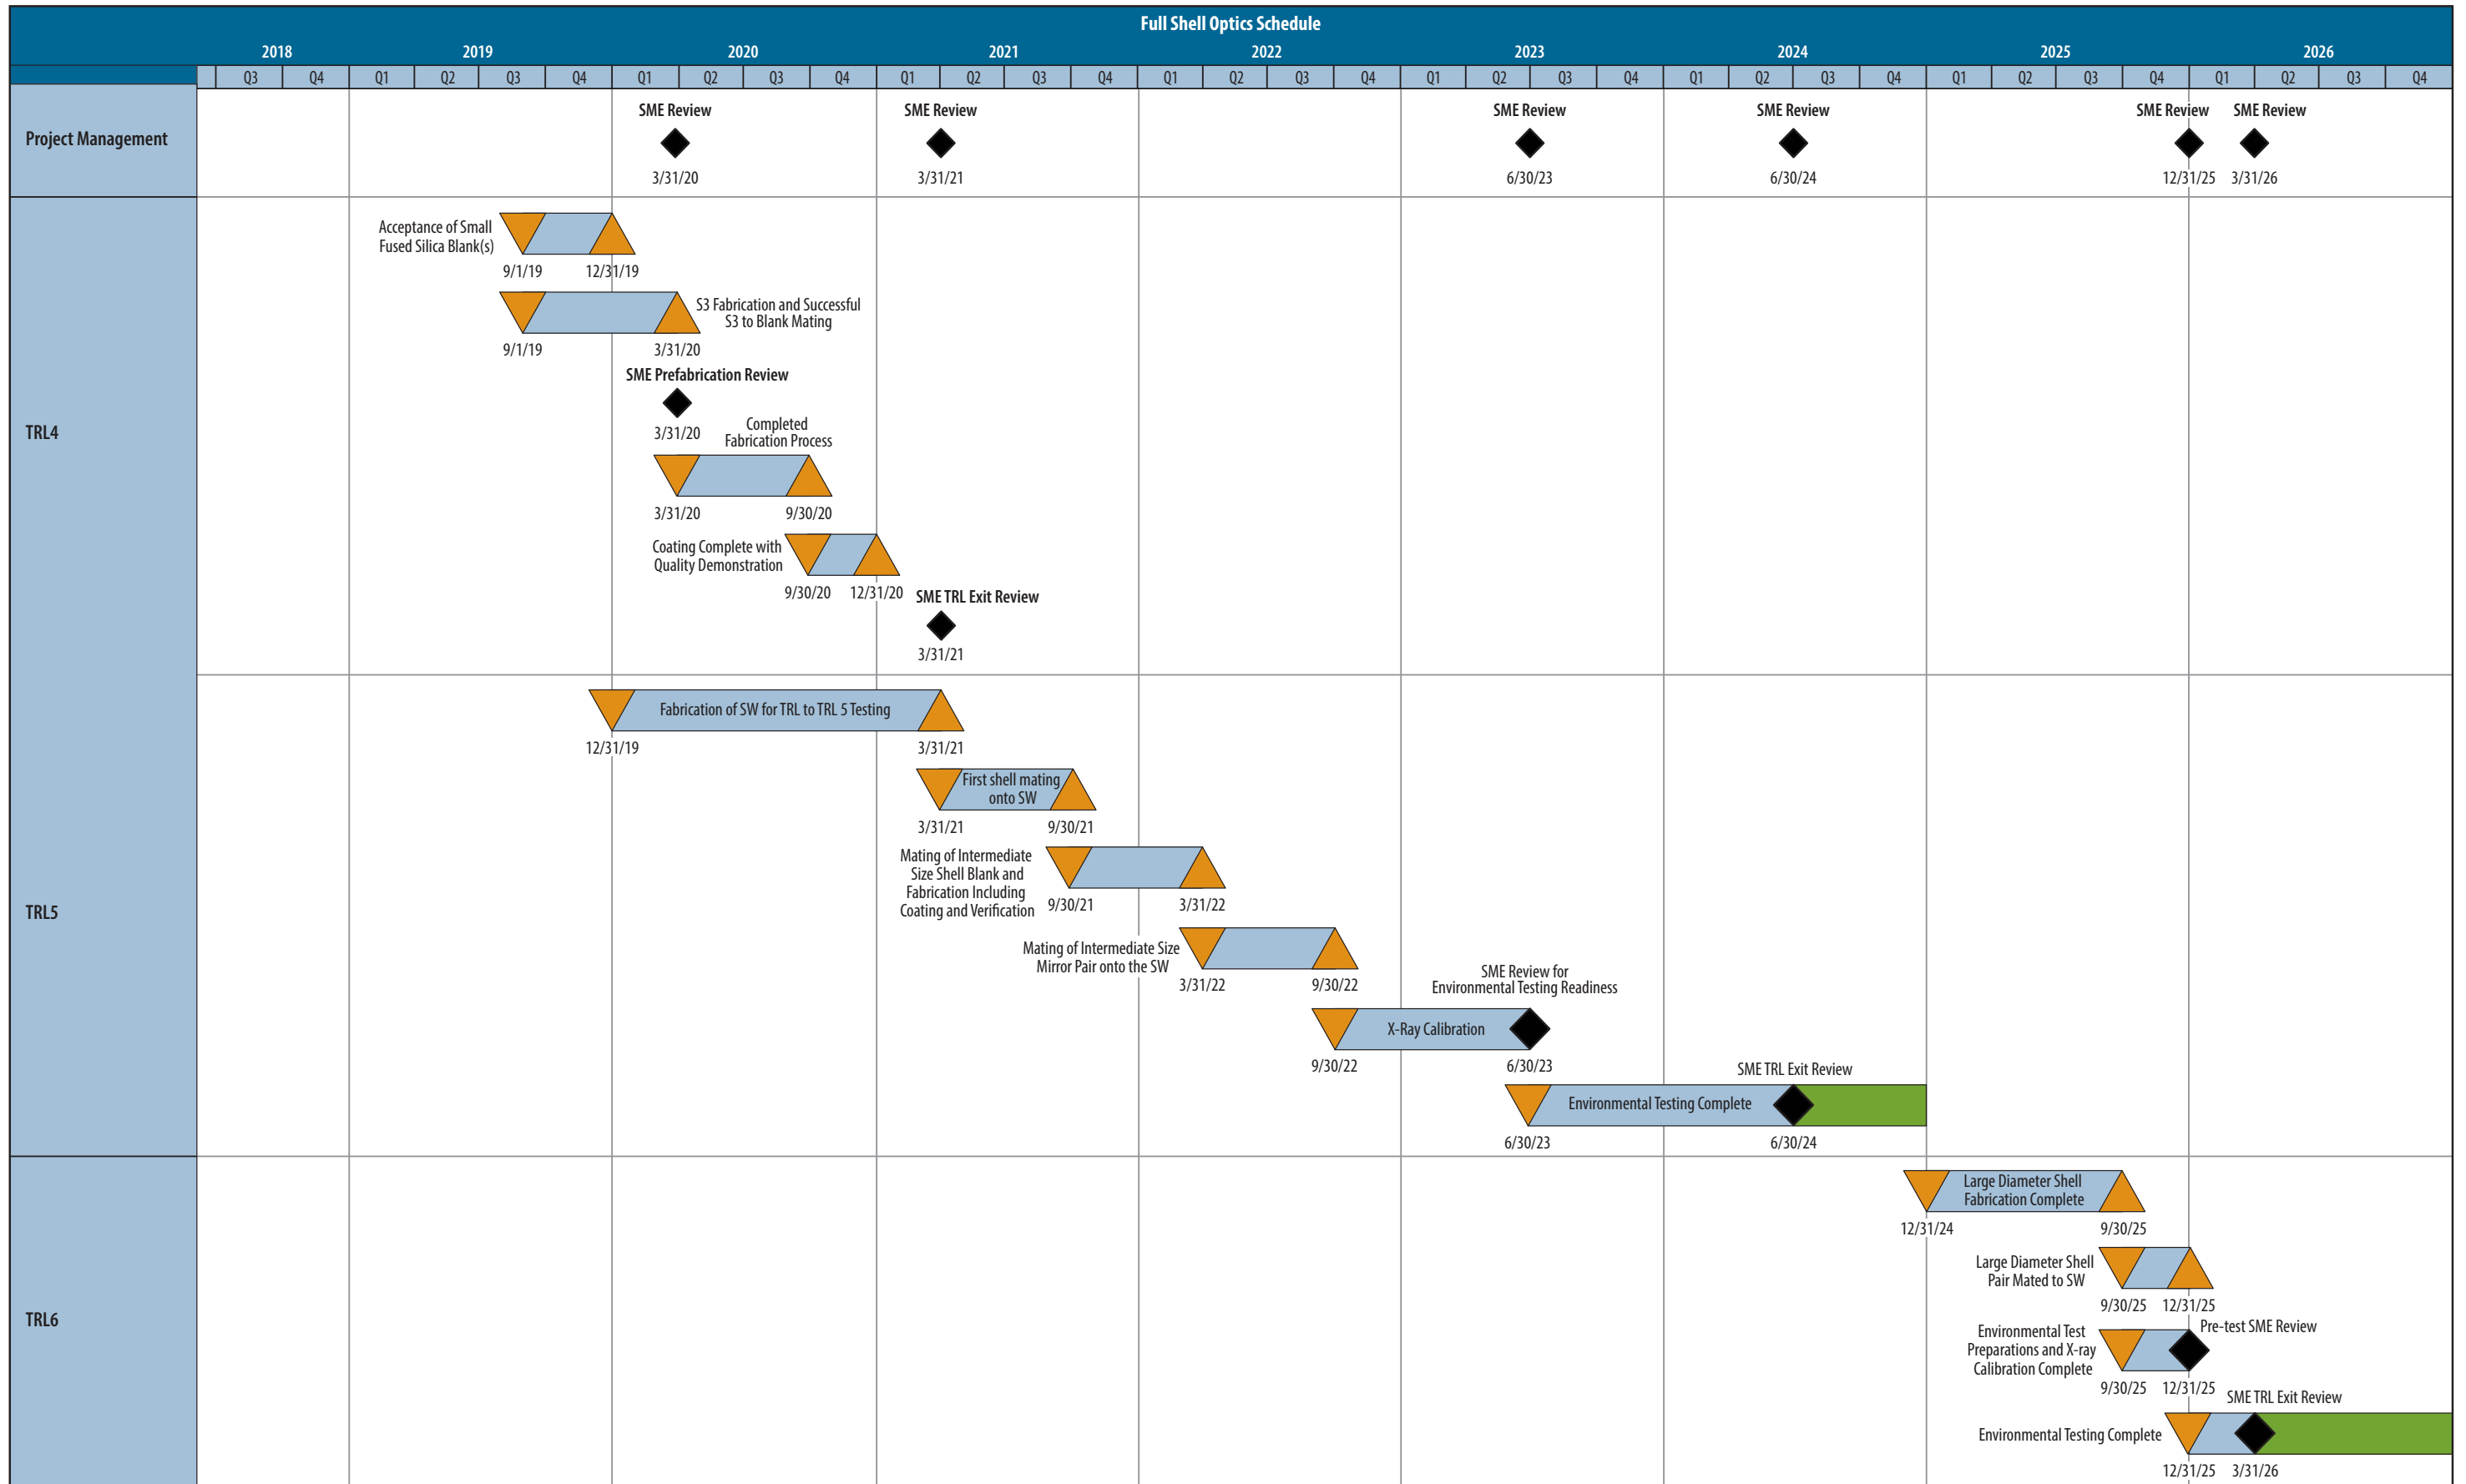 Full Shell Optics Schedule
2018 2019 2020 2021 2022 2023 2024 2025 2026
Q3 Q4 Q1 Q2 Q3 Q4 Q1 Q2 Q3 Q4 Q1 Q2 Q3 Q4 Q1 Q2 Q3 Q4 Q1 Q2 Q3 Q4 Q1 Q2 Q3 Q4 Q1 Q2 Q3 Q4 Q1 Q2 Q3 Q4
Project Management
SME Review SME Review SME Review SME Review SME Review SME Review
3/31/20 3/31/21 6/30/23 6/30/24 12/31/25 3/31/26
TRL4
Acceptance of Small
Fused Silica Blank(s)
9/1/19 12/31/19
S3 Fabrication and Successful
S3 to Blank Mating
9/1/19 3/31/20
SME Prefabrication Review
3/31/20
Completed
Fabrication Process
3/31/20 9/30/20
Coating Complete with
Quality Demonstration
9/30/20 12/31/20
SME TRL Exit Review
3/31/21
TRL5
Fabrication of SW for TRL to TRL 5 Testing
12/31/19 3/31/21
First shell mating
onto SW
3/31/21 9/30/21
Mating of Intermediate
Size Shell Blank and
Fabrication Including
Coating and Verification
9/30/21 3/31/22
Mating of Intermediate Size
Mirror Pair onto the SW
3/31/22 9/30/22
SME Review for
Environmental Testing Readiness
X-Ray Calibration
9/30/22 6/30/23
SME TRL Exit Review
Environmental Testing Complete
6/30/23 6/30/24
TRL6
Large Diameter Shell
Fabrication Complete
12/31/24 9/30/25
Large Diameter Shell
Pair Mated to SW
9/30/25 12/31/25
Pre-test SME Review
Environmental Test
Preparations and X-ray
Calibration Complete
9/30/25 12/31/25
SME TRL Exit Review
Environmental Testing Complete
12/31/25 3/31/26